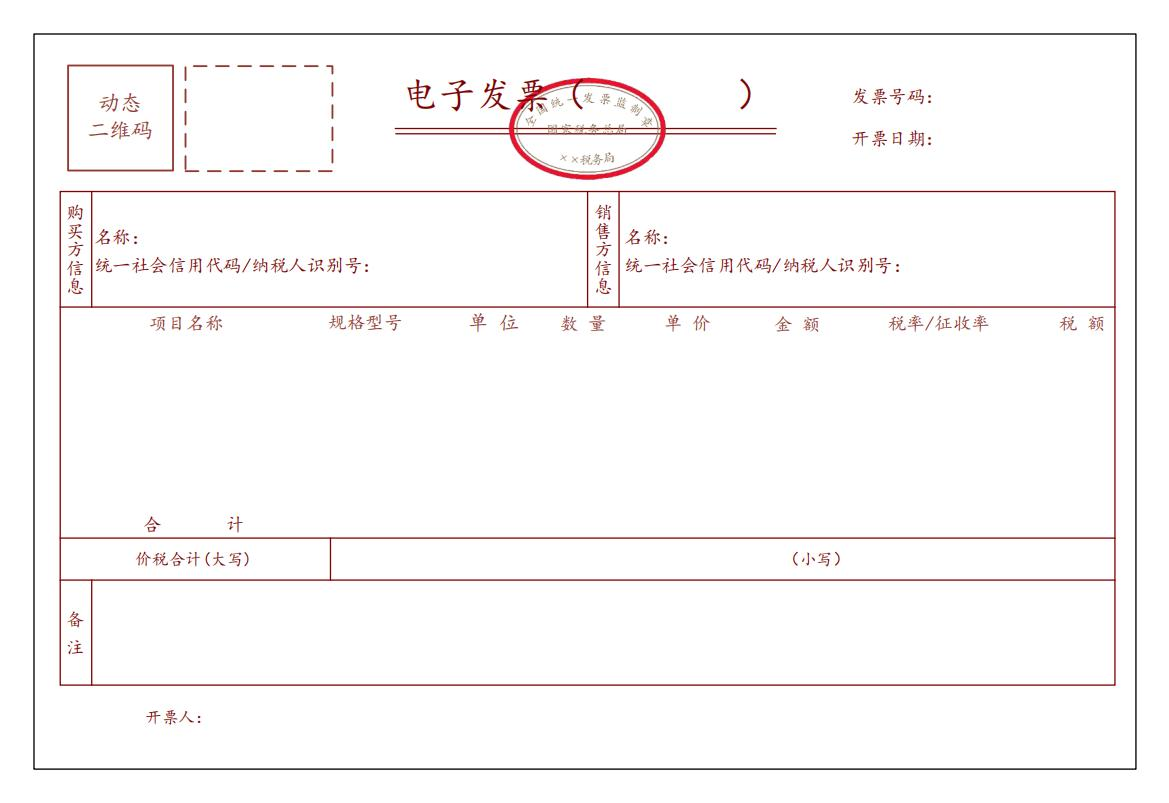 动态
二维码
电子发票（ ）
全国统一发票监制章
国家税务总局
××税务局
发票号码：
开票日期：
购买方信息
名称：
统一社会信用代码/纳税人识别号：
销售方信息
名称：
统一社会信用代码/纳税人识别号：
项目名称 规格型号 单位 数量 单价 金额 税率/征收率 税额
合计
价税合计(大写) （小写）
备注
开票人：